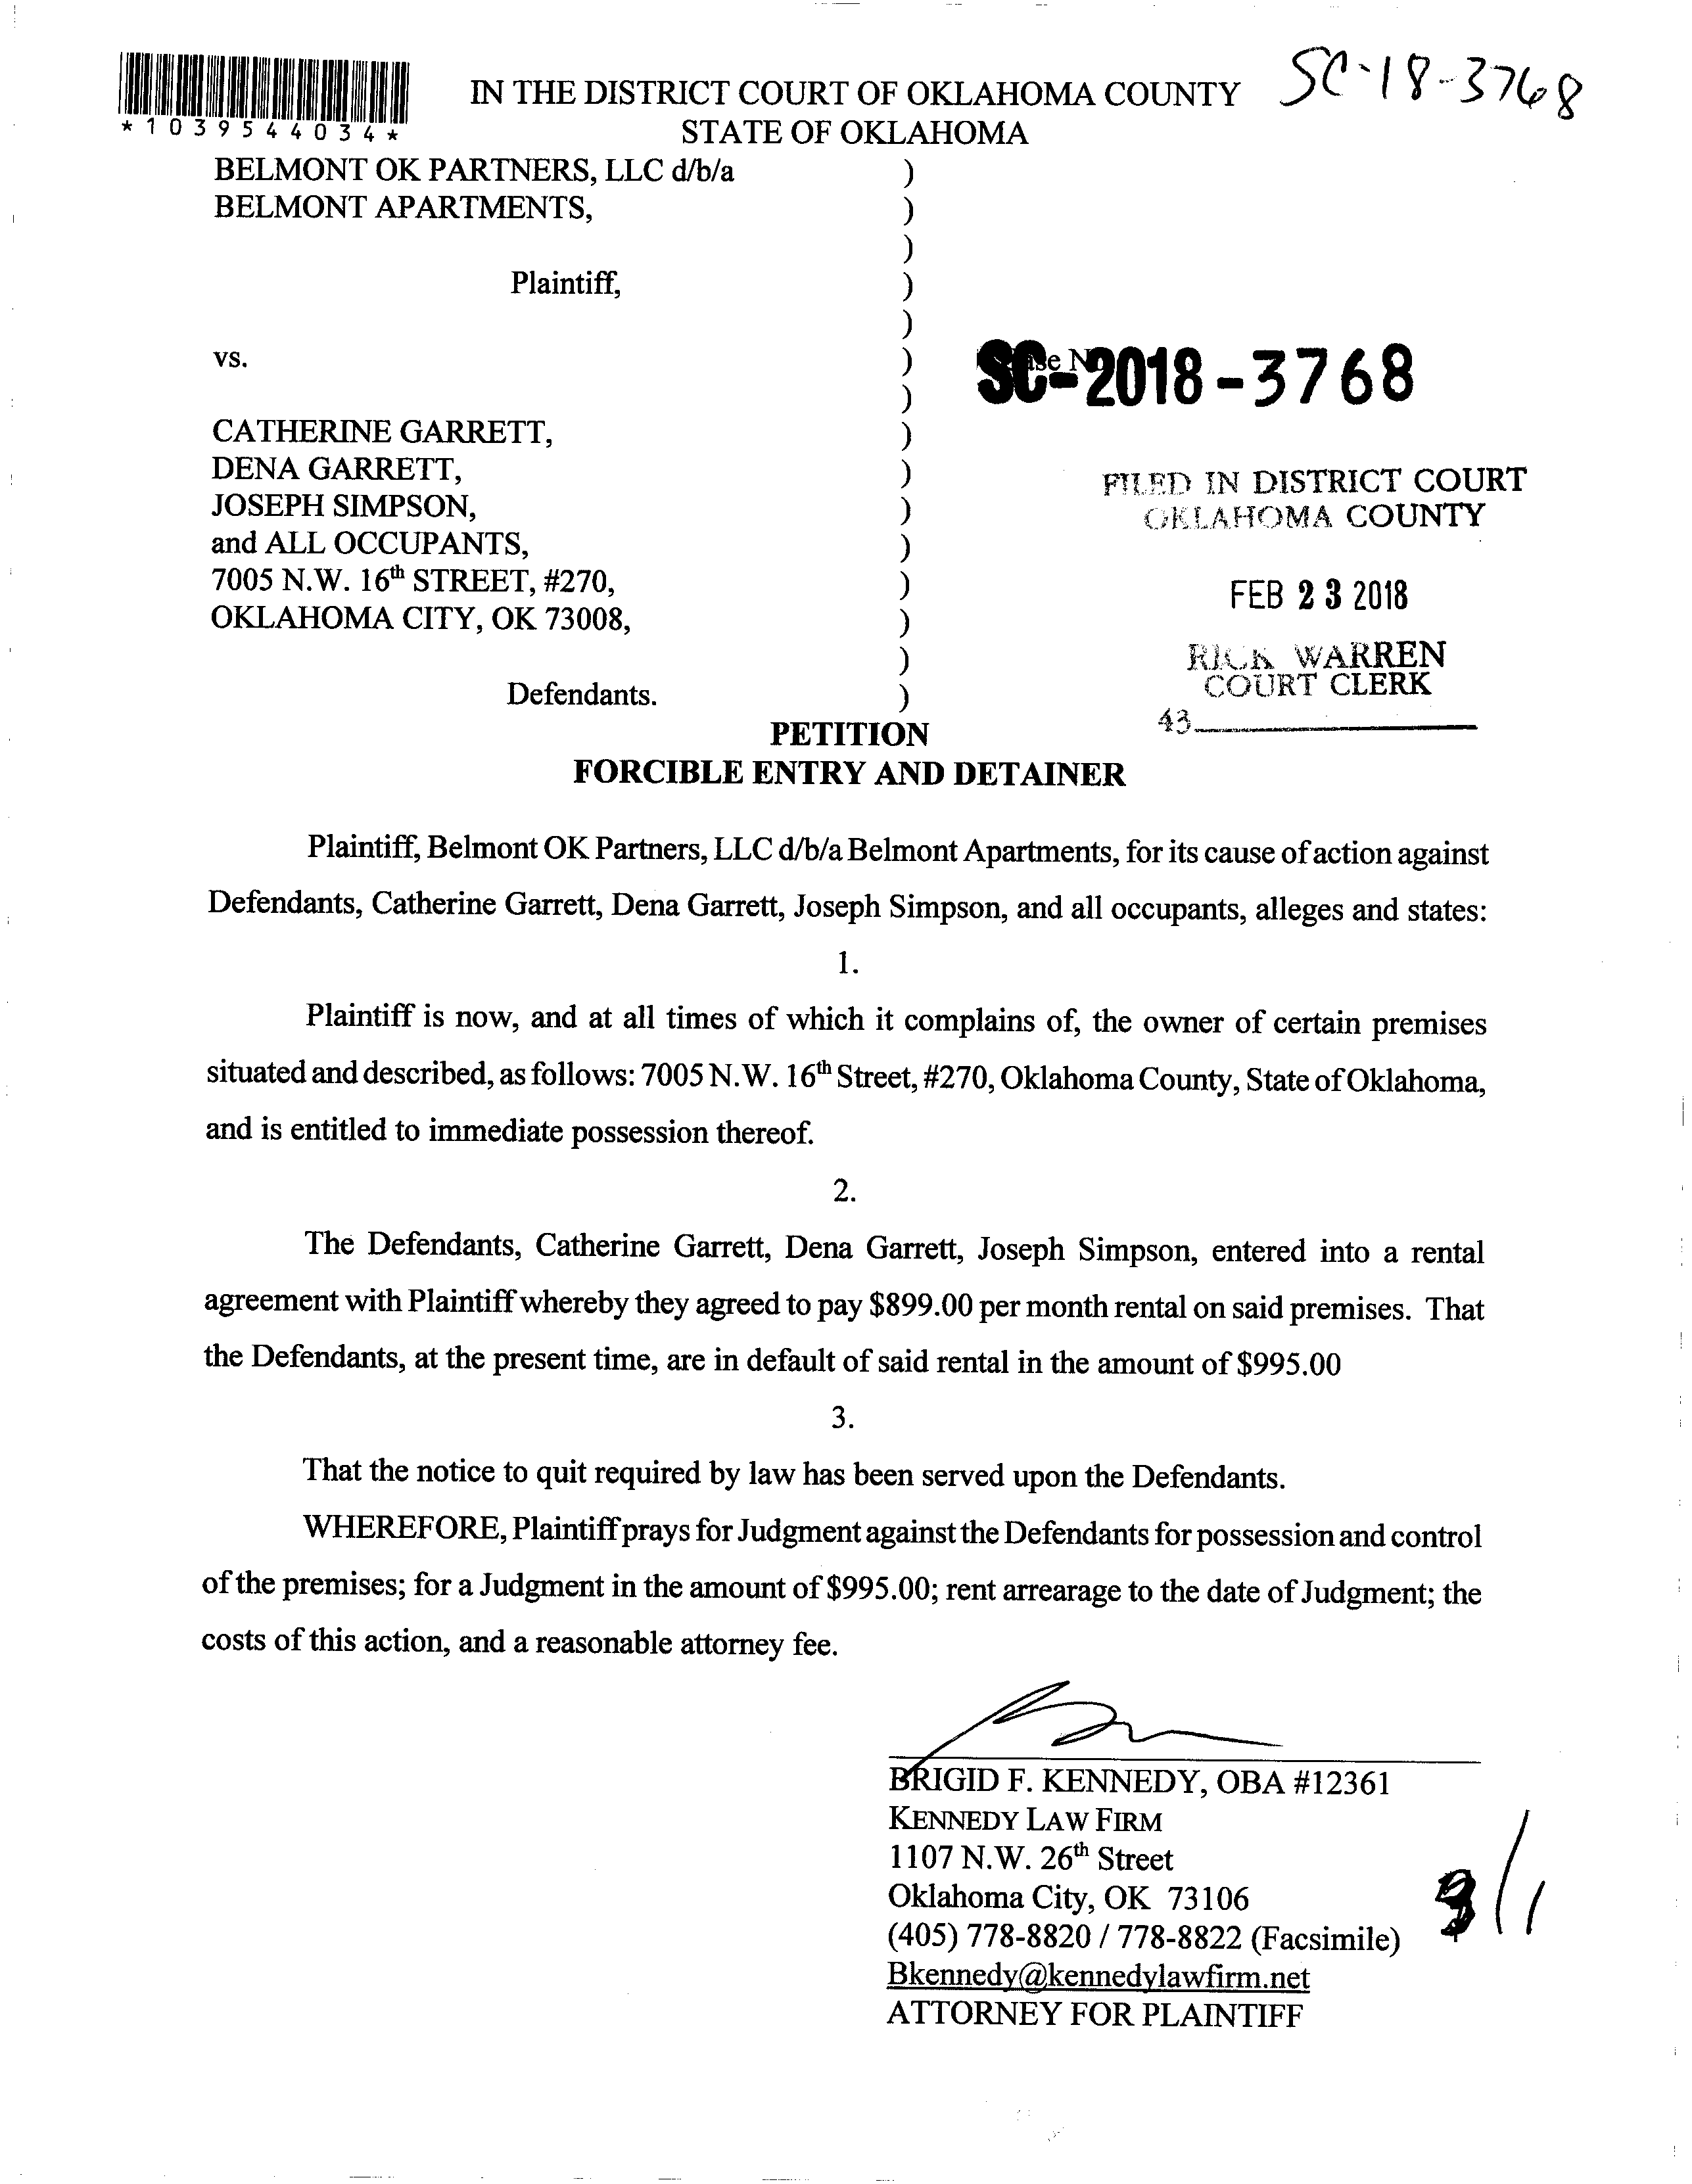 SC-18-3768
*1039544034*
IN THE DISTRICT COURT OF OKLAHOMA COUNTY
STATE OF OKLAHOMA
BELMONT OK PARTNERS, LLC d/b/a )
BELMONT APARTMENTS, )
)
Plaintiff, )
)
vs. )
SC-2018-3768
)
CATHERINE GARRETT, )
DENA GARRETT, )
JOSEPH SIMPSON, )
and ALL OCCUPANTS, )
7005 N.W. 16th STREET, #270, )
OKLAHOMA CITY, OK 73008, )
)
Defendants. )
FILED IN DISTRICT COURT
OKLAHOMA COUNTY
FEB 23 2018
RICK WARREN
COURT CLERK
43
PETITION
FORCIBLE ENTRY AND DETAINER
Plaintiff, Belmont OK Partners, LLC d/b/a Belmont Apartments, for its cause of action against
Defendants, Catherine Garrett, Dena Garrett, Joseph Simpson, and all occupants, alleges and states:
1.
Plaintiff is now, and at all times of which it complains of, the owner of certain premises
situated and described, as follows: 7005 N.W. 16th Street, #270, Oklahoma County, State of Oklahoma,
and is entitled to immediate possession thereof.
2.
The Defendants, Catherine Garrett, Dena Garrett, Joseph Simpson, entered into a rental
agreement with Plaintiff whereby they agreed to pay $899.00 per month rental on said premises. That
the Defendants, at the present time, are in default of said rental in the amount of $995.00
3.
That the notice to quit required by law has been served upon the Defendants.
WHEREFORE, Plaintiff prays for Judgment against the Defendants for possession and control
of the premises; for a Judgment in the amount of $995.00; rent arrearage to the date of Judgment; the
costs of this action, and a reasonable attorney fee.
BRIGID F. KENNEDY, OBA #12361
KENNEDY LAW FIRM
1107 N.W. 26th Street
Oklahoma City, OK 73106
(405) 778-8820 / 778-8822 (Facsimile)
Bkennedy@kennedylawfirm.net
ATTORNEY FOR PLAINTIFF